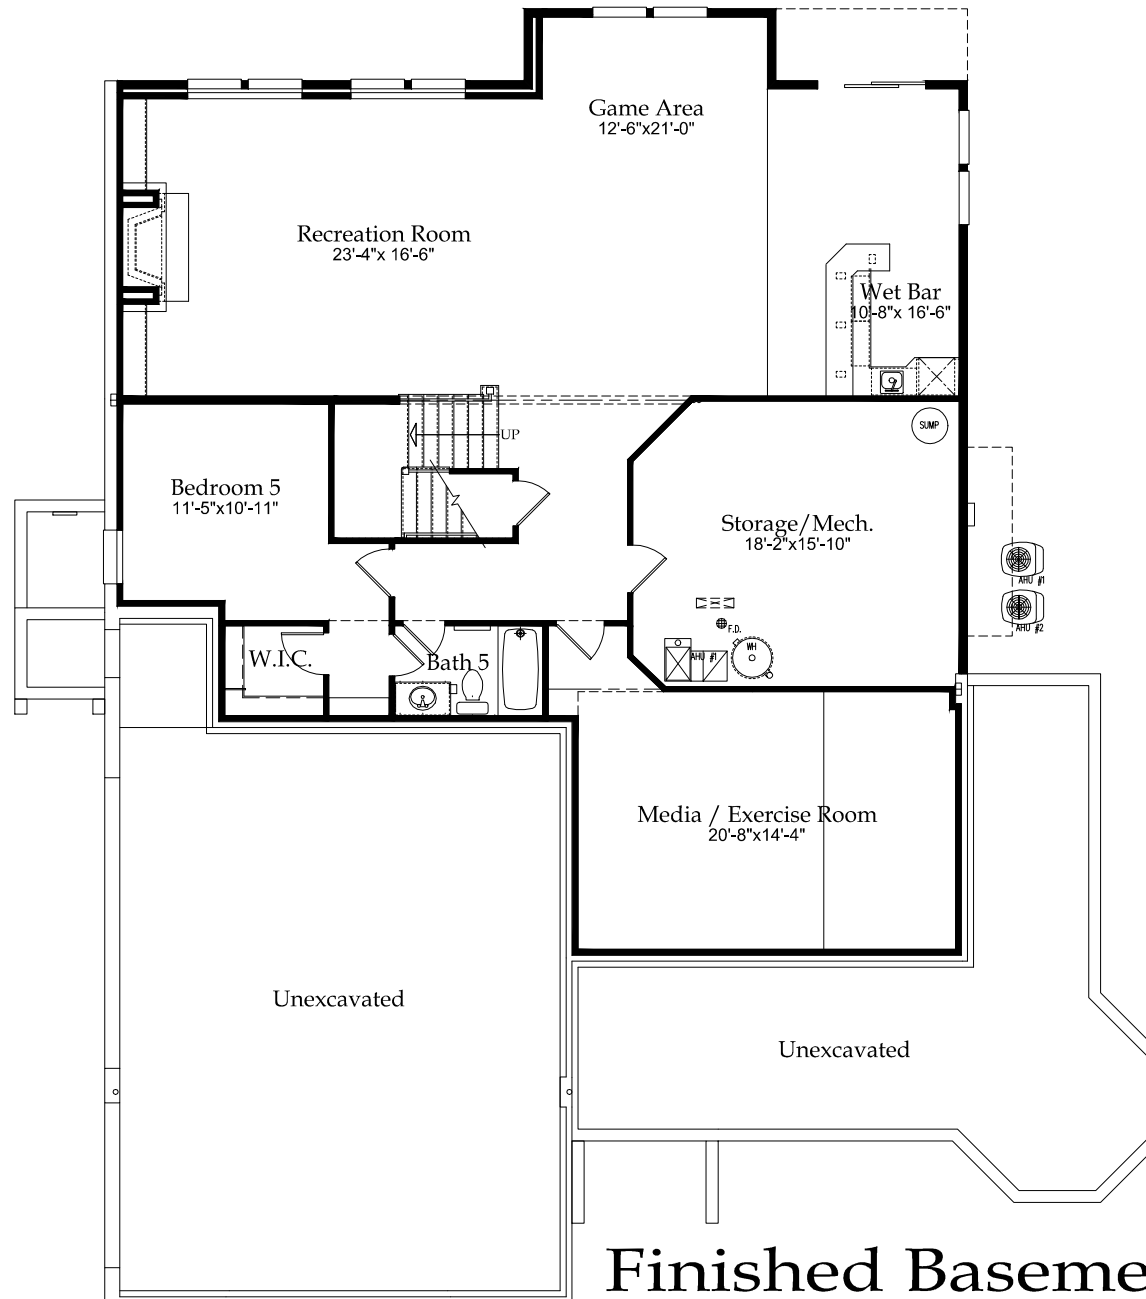 Game Area
12'-6"x21'-0"
Recreation Room
23'-4"x 16'-6"
Wet Bar
10'-8"x 16'-6"
UP
SUMP
Bedroom 5
11'-5"x10'-11"
Storage/Mech.
18'-2"x15'-10"
AHU #1
AHU #2
F.D.
W.I.C.
Bath 5
AHU #1
WH
Media / Exercise Room
20'-8"x14'-4"
Unexcavated
Unexcavated
Finished Baseme